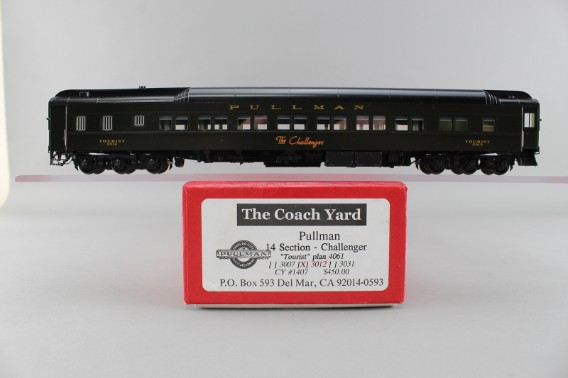 PULLMAN
The Challenger
TOURIST
TOURIST
The Coach Yard
Pullman
14 Section - Challenger
"Tourist" plan 4061
[ ] 3007 [X] 3012 [ ] 3031
CY #1407 $450.00
P.O. Box 593 Del Mar, CA 92014-0593
PULLMAN